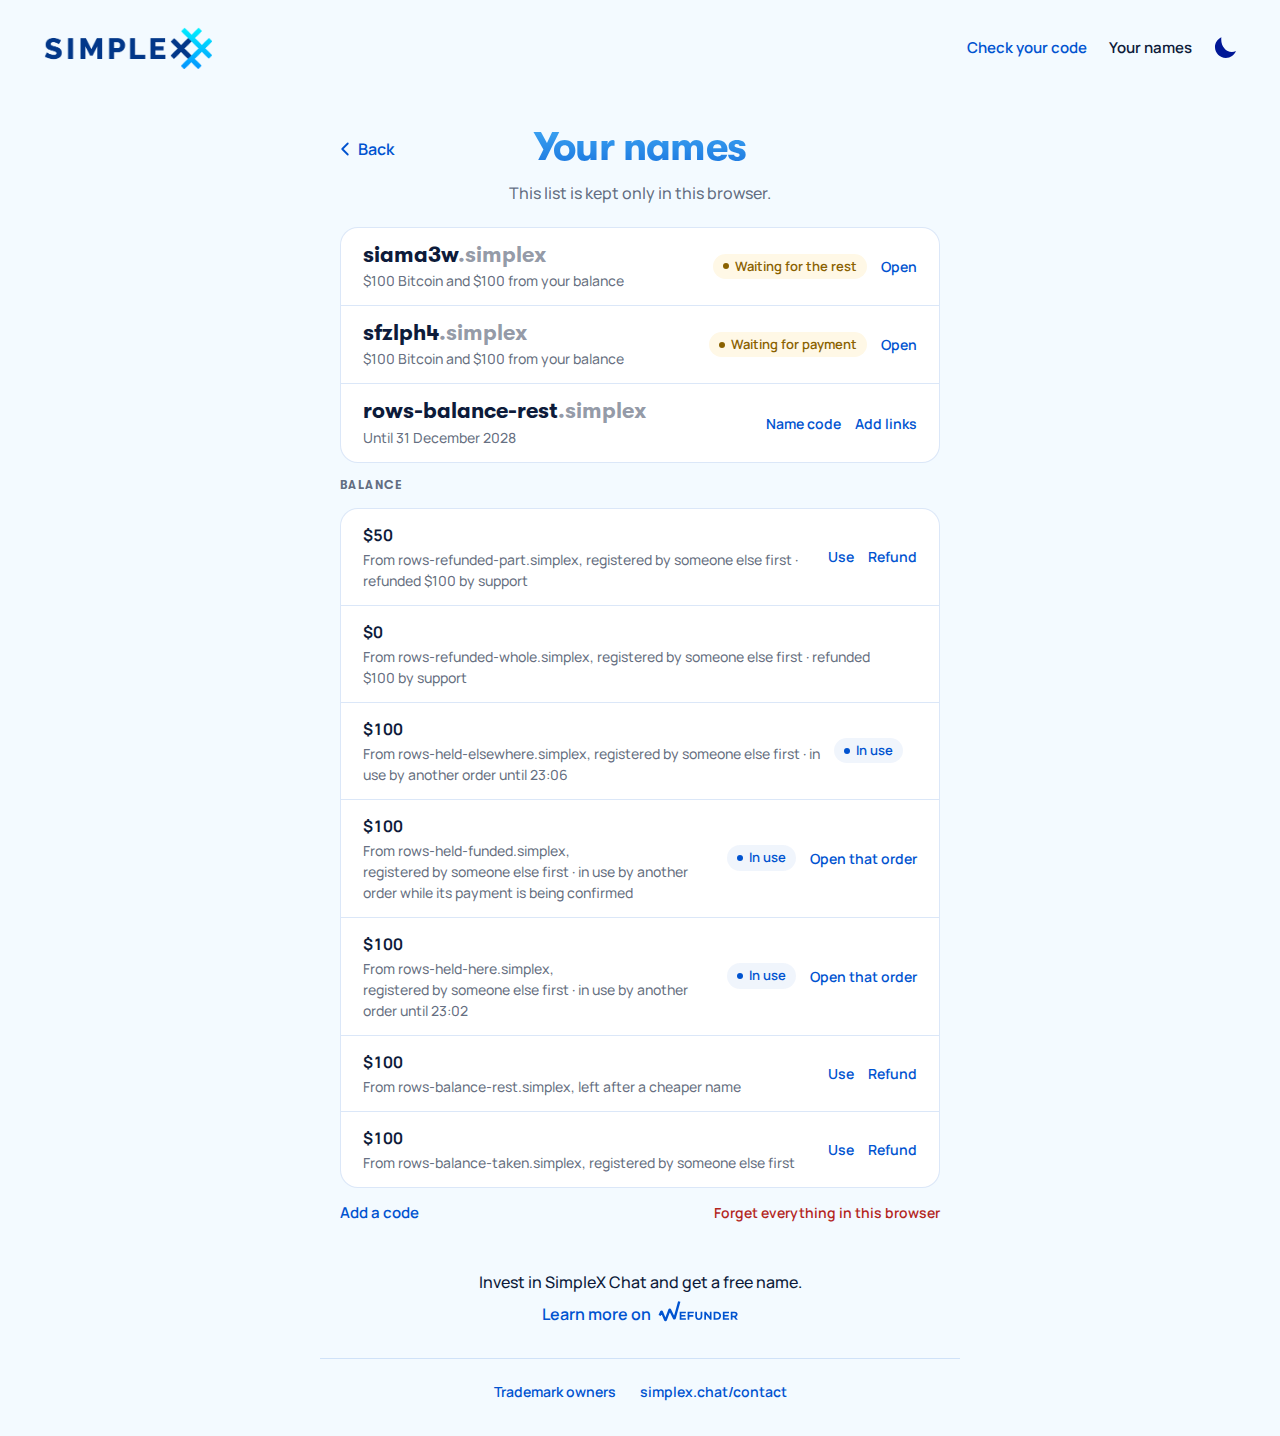 SIMPLEX
Check your code
Your names
Back
Your names
This list is kept only in this browser.
siama3w.simplex
$100 Bitcoin and $100 from your balance
Waiting for the rest
Open
sfzlph4.simplex
$100 Bitcoin and $100 from your balance
Waiting for payment
Open
rows-balance-rest.simplex
Until 31 December 2028
Name code
Add links
BALANCE
$50
From rows-refunded-part.simplex, registered by someone else first ·
refunded $100 by support
Use
Refund
$0
From rows-refunded-whole.simplex, registered by someone else first · refunded
$100 by support
$100
From rows-held-elsewhere.simplex, registered by someone else first · in
use by another order until 23:06
In use
$100
From rows-held-funded.simplex,
registered by someone else first · in use by another
order while its payment is being confirmed
In use
Open that order
$100
From rows-held-here.simplex,
registered by someone else first · in use by another
order until 23:02
In use
Open that order
$100
From rows-balance-rest.simplex, left after a cheaper name
Use
Refund
$100
From rows-balance-taken.simplex, registered by someone else first
Use
Refund
Add a code
Forget everything in this browser
Invest in SimpleX Chat and get a free name.
Learn more on WEFUNDER
Trademark owners
simplex.chat/contact